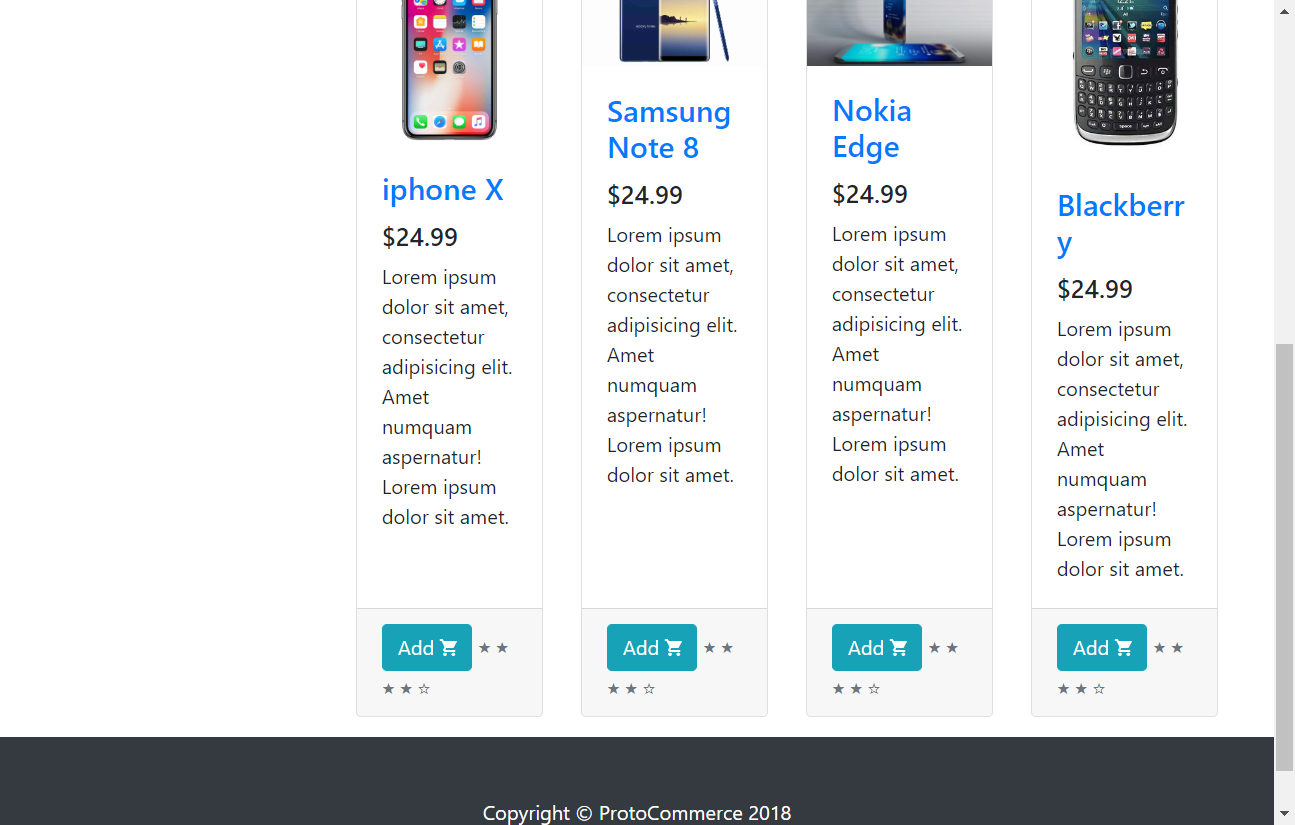 iphone X
$24.99
Lorem ipsum
dolor sit amet,
consectetur
adipisicing elit.
Amet
numquam
aspernatur!
Lorem ipsum
dolor sit amet.
Add ★ ★
★ ★ ☆
Samsung
Note 8
$24.99
Lorem ipsum
dolor sit amet,
consectetur
adipisicing elit.
Amet
numquam
aspernatur!
Lorem ipsum
dolor sit amet.
Add ★ ★
★ ★ ☆
Nokia
Edge
$24.99
Lorem ipsum
dolor sit amet,
consectetur
adipisicing elit.
Amet
numquam
aspernatur!
Lorem ipsum
dolor sit amet.
Add ★ ★
★ ★ ☆
Blackberr
y
$24.99
Lorem ipsum
dolor sit amet,
consectetur
adipisicing elit.
Amet
numquam
aspernatur!
Lorem ipsum
dolor sit amet.
Add ★ ★
★ ★ ☆
Copyright © ProtoCommerce 2018